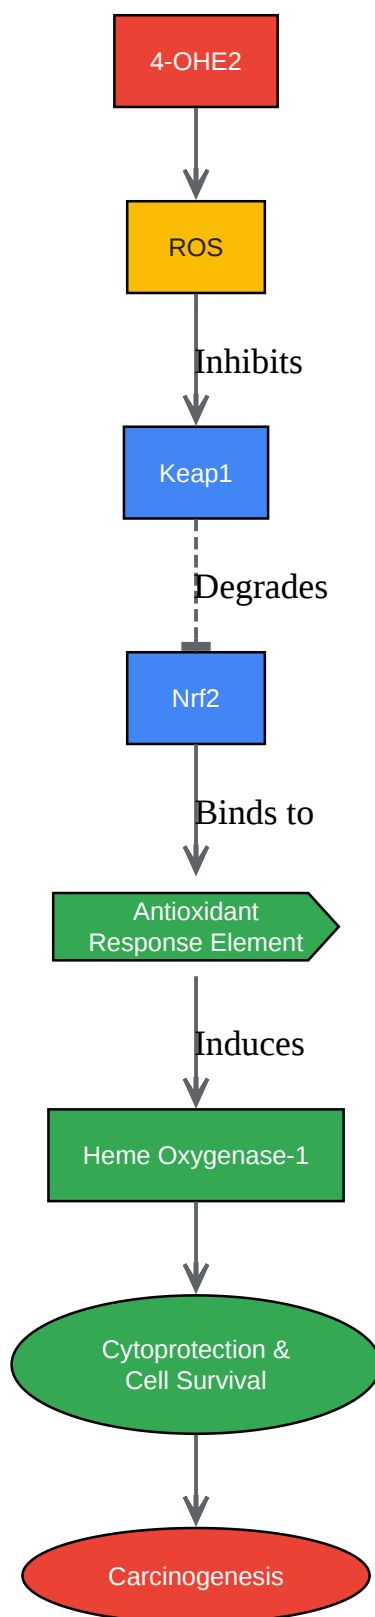 4-OHE2
ROS
Inhibits
Keap1
Degrades
Nrf2
Binds to
Antioxidant
Response Element
Induces
Heme Oxygenase-1
Cytoprotection &
Cell Survival
Carcinogenesis